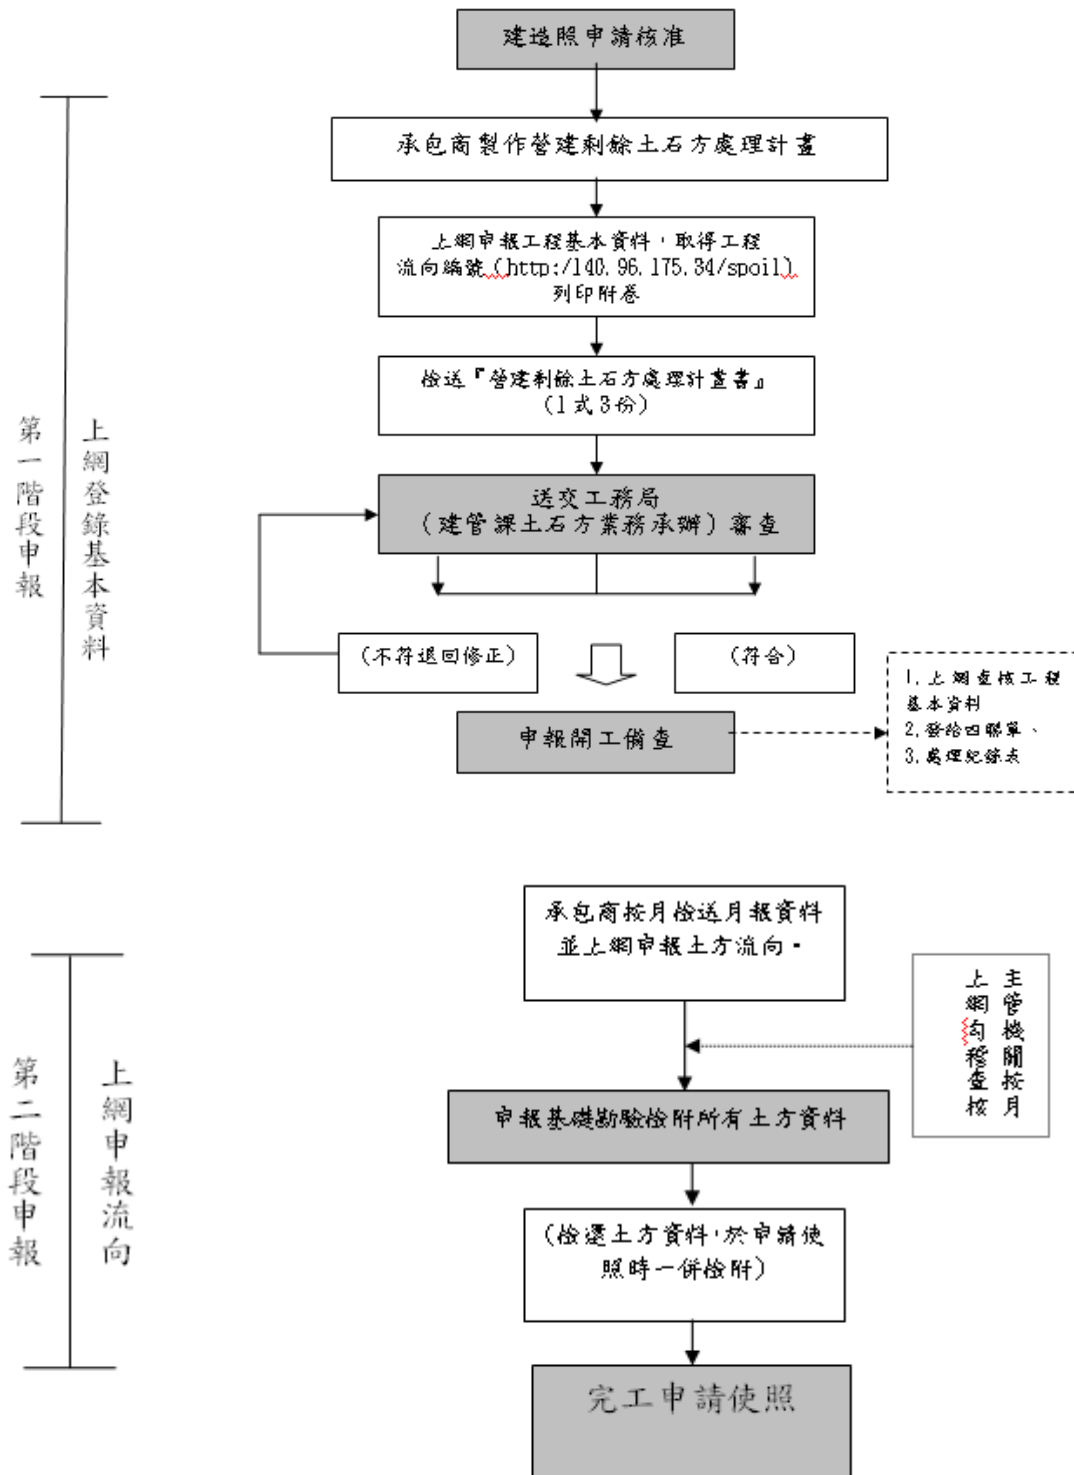 建造照申請核准
承包商製作營建剩餘土石方處理計畫
上網申報工程基本資料，取得工程
流向編號(http:/140.96.175.34/spoil)
列印附卷
檢送『營建剩餘土石方處理計畫書』
(1式3份)
送交工務局
(建管課土石方業務承辦) 審查
(不符退回修正)
(符合)
申報開工備查
1.上網查核工程
基本資料
2.發給四聯單、
3.處理紀錄表
第一階段申報
上網登錄基本資料
承包商按月檢送月報資料
並上網申報土方流向。
主管機關按月
上網勾稽查核
申報基礎勘驗檢附所有土方資料
(檢還土方資料，於申請使
照時一併檢附)
完工申請使照
第二階段申報
上網申報流向